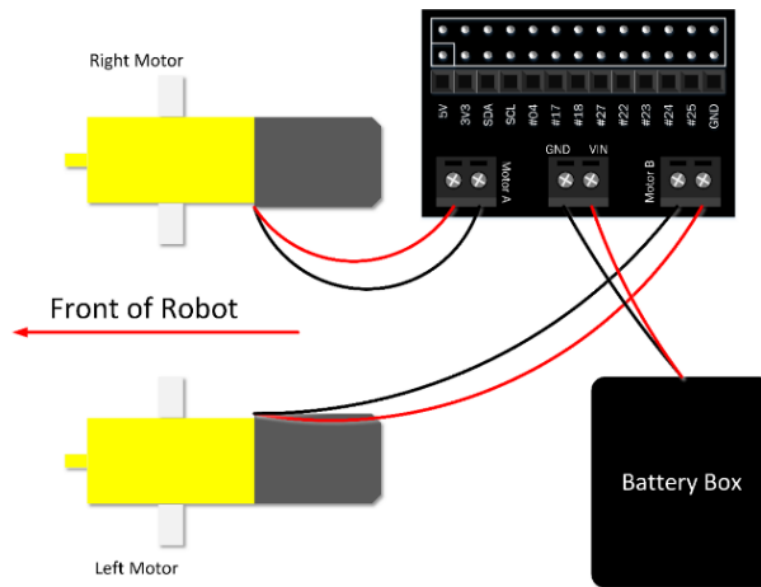 Right Motor
5V 3V3 SDA SCL #04 #17 #18 #27 #22 #23 #24 #25 GND
GND VIN
Motor A
Motor B
Front of Robot
Battery Box
Left Motor